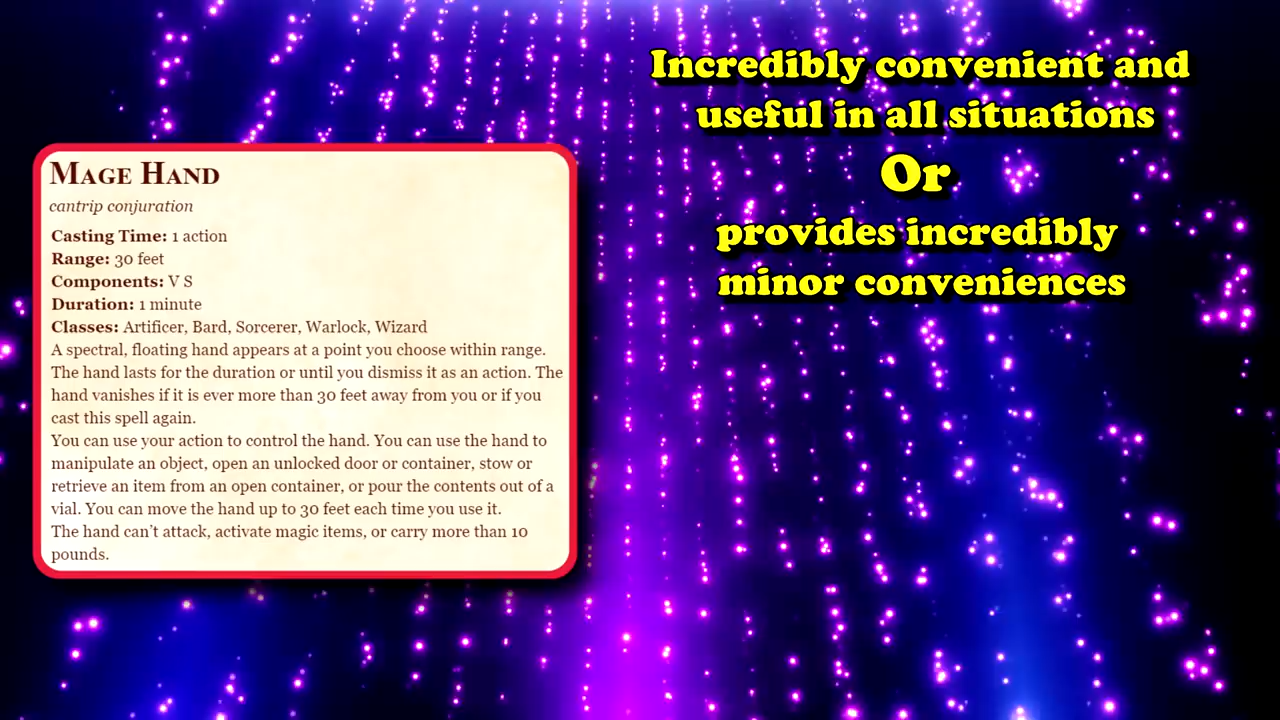 Mage Hand
cantrip conjuration
Casting Time: 1 action
Range: 30 feet
Components: V S
Duration: 1 minute
Classes: Artificer, Bard, Sorcerer, Warlock, Wizard
A spectral, floating hand appears at a point you choose within range.
The hand lasts for the duration or until you dismiss it as an action. The
hand vanishes if it is ever more than 30 feet away from you or if you
cast this spell again.
You can use your action to control the hand. You can use the hand to
manipulate an object, open an unlocked door or container, stow or
retrieve an item from an open container, or pour the contents out of a
vial. You can move the hand up to 30 feet each time you use it.
The hand can't attack, activate magic items, or carry more than 10
pounds.
Incredibly convenient and
useful in all situations
Or
provides incredibly
minor conveniences